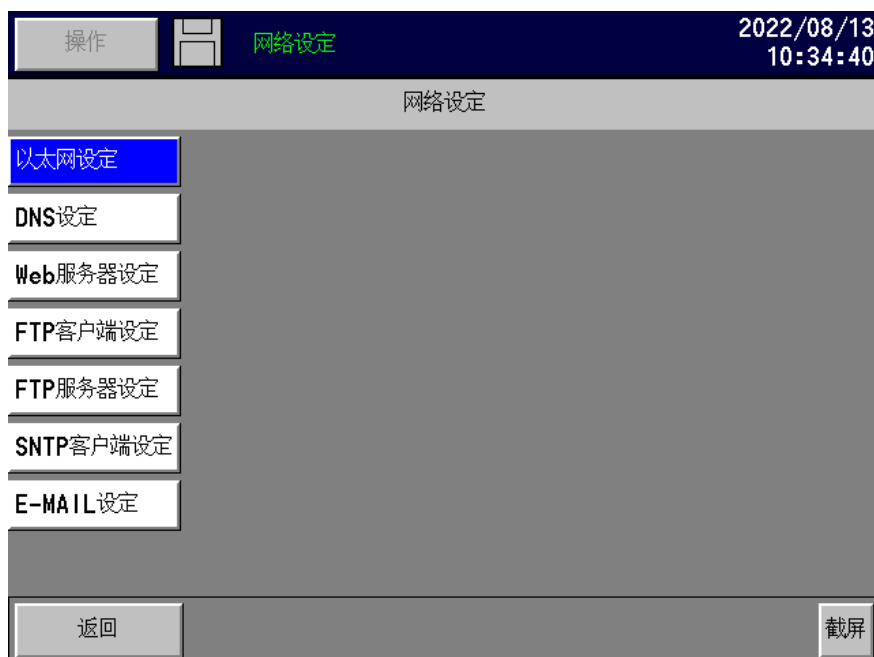 操作
网络设定
2022/08/13
10:34:40
网络设定
以太网设定
DNS设定
Web服务器设定
FTP客户端设定
FTP服务器设定
SNTP客户端设定
E-MAIL设定
返回
截屏